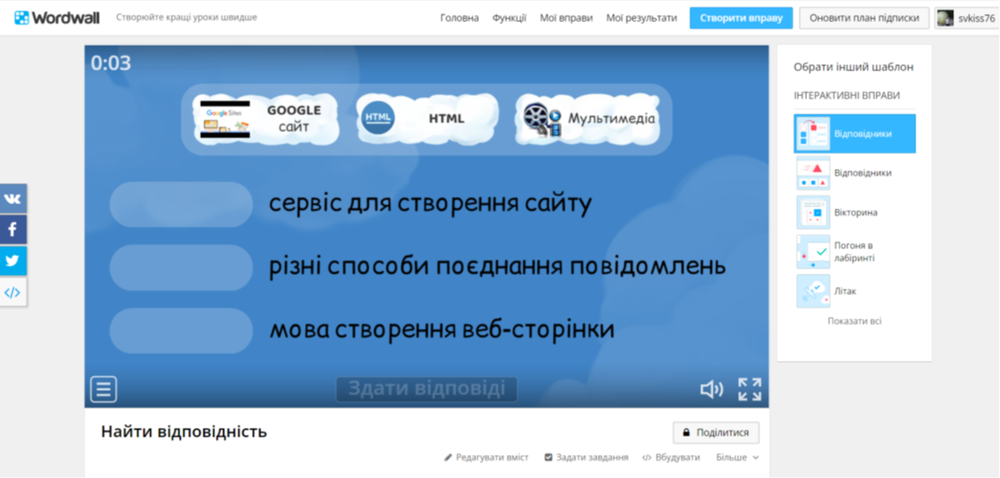 Wordwall
Створюйте кращі уроки швидше
Головна Функції Мої вправи Мої результати Створити вправу Оновити план підписки svkiss76
0:03
Google Sites
GOOGLE
сайт
HTML
HTML
Мультимедіа
сервіс для створення сайту
різні способи поєднання повідомлень
мова створення веб-сторінки
Здати відповіді
Найти відповідність
Поділитися
Редагувати вміст Задати завдання Вбудувати Більше
Обрати інший шаблон
ІНТЕРАКТИВНІ ВПРАВИ
Відповідники
Відповідники
Вікторина
Погоня в
лабіринті
Літак
Показати всі